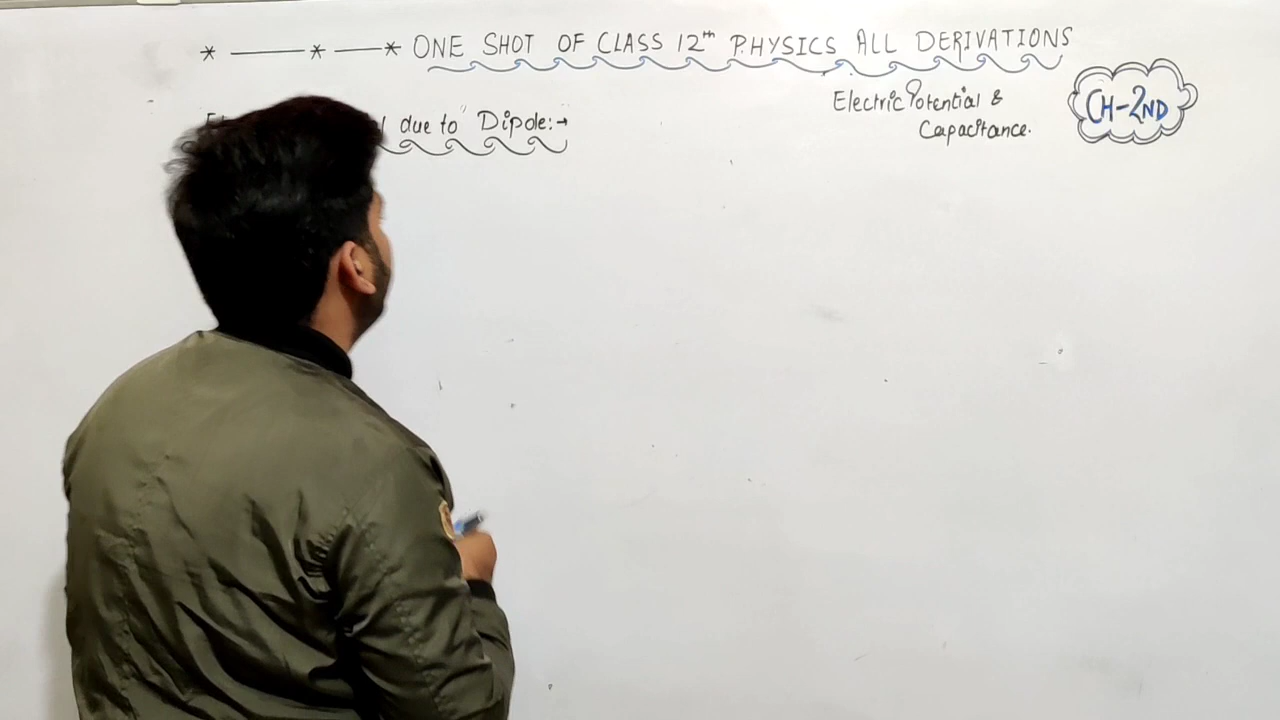 * —— * — * ONE SHOT OF CLASS 12th PHYSICS ALL DERIVATIONS
Electric Potential &
Capacitance.
CH-2ND
due to Dipole:→